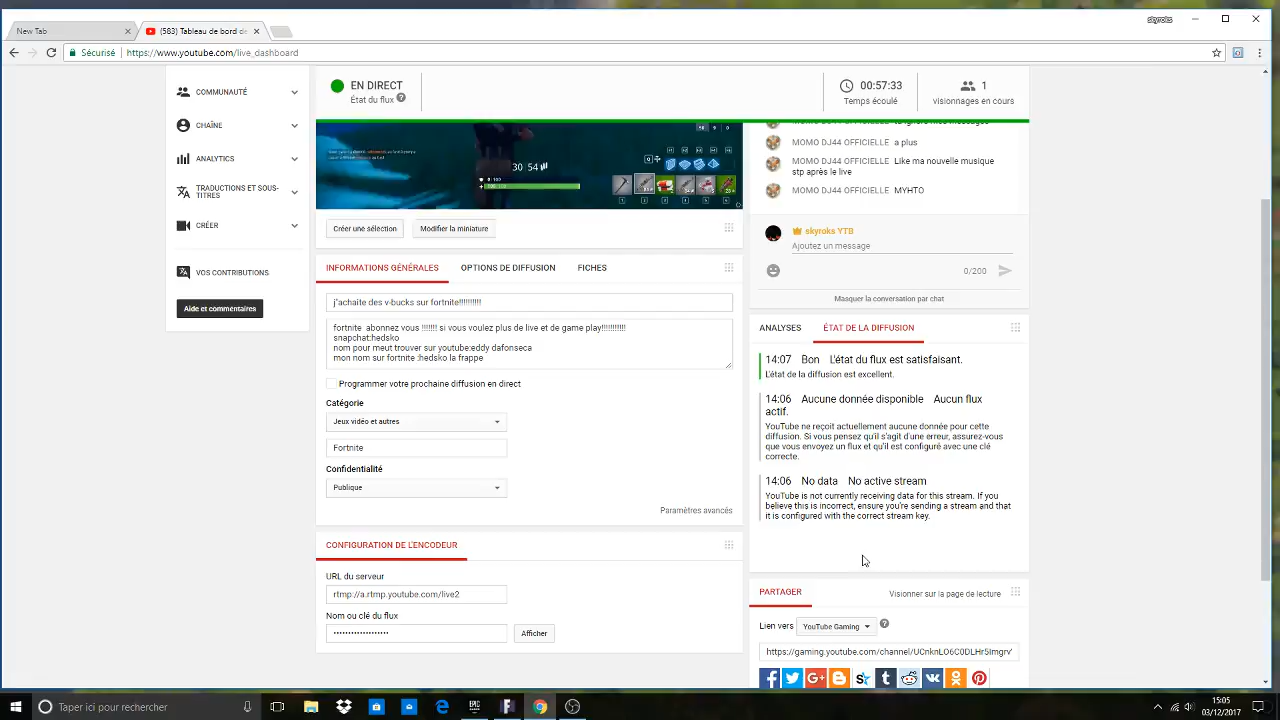 skyroks
New Tab
(583) Tableau de bord de
Sécurisé
https://www.youtube.com/live_dashboard
COMMUNAUTÉ
CHAÎNE
ANALYTICS
TRADUCTIONS ET SOUS-
TITRES
CRÉER
VOS CONTRIBUTIONS
Aide et commentaires
EN DIRECT
État du flux
00:57:33
Temps écoulé
1
visionnages en cours
30 54
Créer une sélection
Modifier la miniature
INFORMATIONS GÉNÉRALES
OPTIONS DE DIFFUSION
FICHES
j"achaite des v-bucks sur fortnite!!!!!!!!!!
fortnite abonnez vous !!!!!!! si vous voulez plus de live et de game play!!!!!!!!!!!
snapchat:hedsko
nom pour meut trouver sur youtube:eddy dafonseca
mon nom sur fortnite :hedsko la frappe
Programmer votre prochaine diffusion en direct
Catégorie
Jeux vidéo et autres
Fortnite
Confidentialité
Publique
Paramètres avancés
CONFIGURATION DE L'ENCODEUR
URL du serveur
rtmp://a.rtmp.youtube.com/live2
Nom ou clé du flux
Afficher
MOMO DJ44 OFFICIELLE a plus
MOMO DJ44 OFFICIELLE Like ma nouvelle musique
stp après le live
MOMO DJ44 OFFICIELLE MYHTO
skyroks YTB
Ajoutez un message
0/200
Masquer la conversation par chat
ANALYSES
ÉTAT DE LA DIFFUSION
14:07 Bon L'état du flux est satisfaisant.
L'état de la diffusion est excellent.
14:06 Aucune donnée disponible Aucun flux
actif.
YouTube ne reçoit actuellement aucune donnée pour cette
diffusion. Si vous pensez qu'il s'agit d'une erreur, assurez-vous
que vous envoyez un flux et qu'il est configuré avec une clé
correcte.
14:06 No data No active stream
YouTube is not currently receiving data for this stream. If you
believe this is incorrect, ensure you're sending a stream and that
it is configured with the correct stream key.
PARTAGER
Visionner sur la page de lecture
Lien vers
YouTube Gaming
https://gaming.youtube.com/channel/UCnknLO6C0DLHr5Imgr
Taper ici pour rechercher
EPIC
15:05
03/12/2017